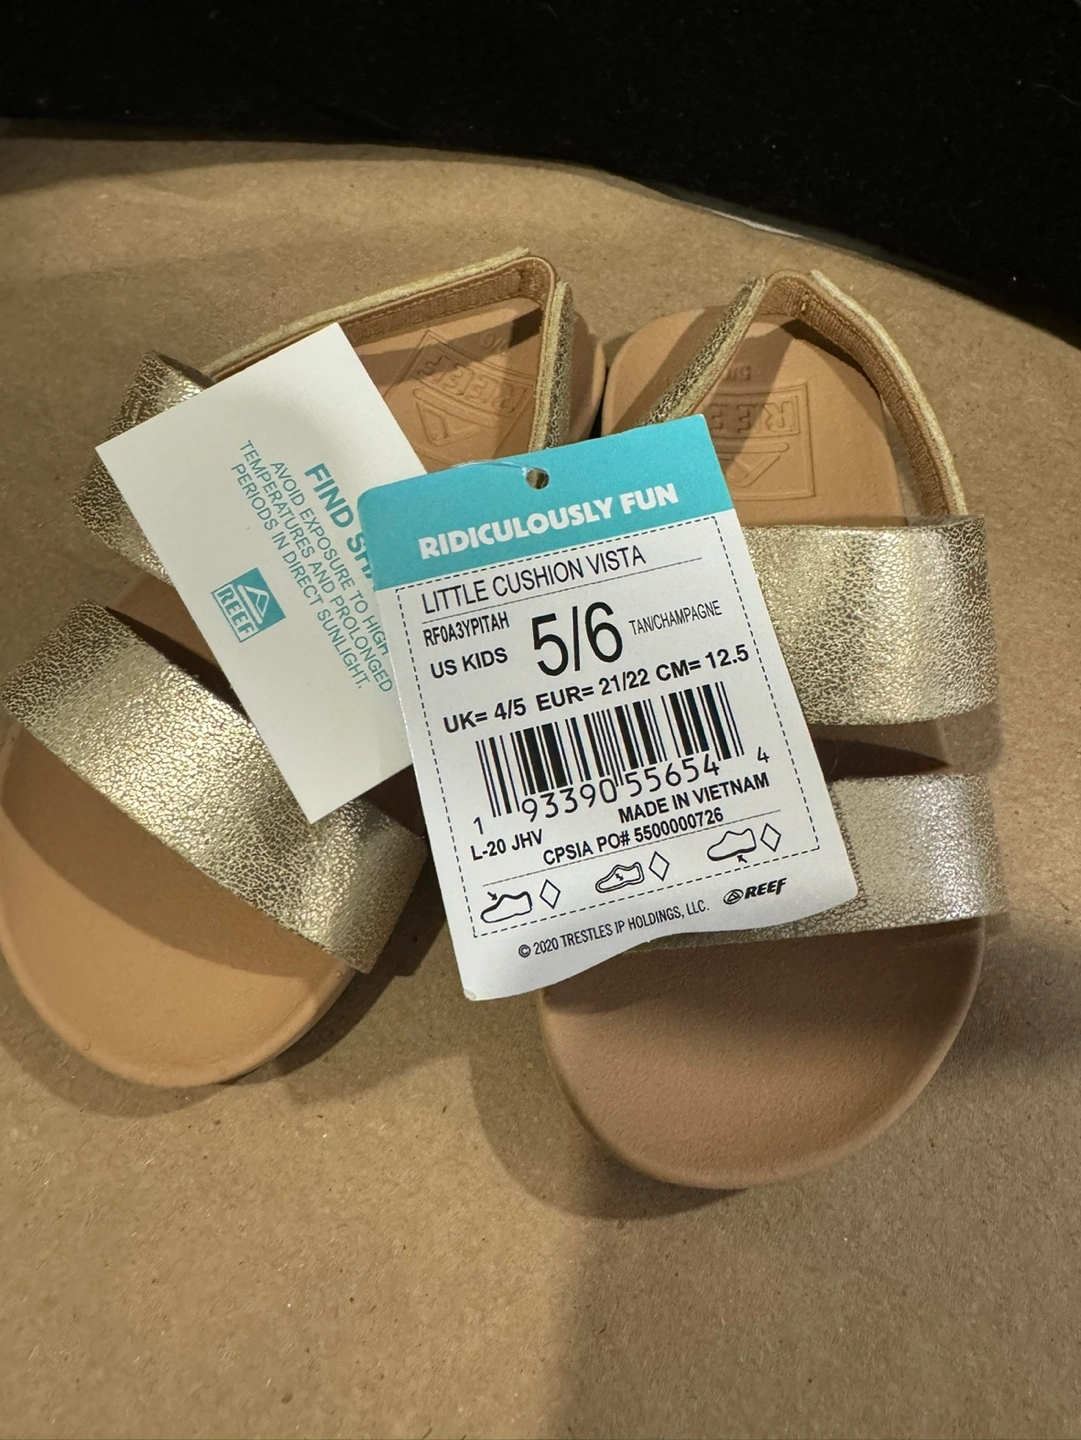 FIND
AVOID EXPOSURE TO HIGH
TEMPERATURES AND PROLONGED
PERIODS IN DIRECT SUNLIGHT.
REEF
REEF
REEF
RIDICULOUSLY FUN
LITTLE CUSHION VISTA
RF0A3YPITAH
US KIDS
5/6
TAN/CHAMPAGNE
UK= 4/5 EUR= 21/22 CM= 12.5
1 93390 55654 4
MADE IN VIETNAM
L-20 JHV
CPSIA PO# 5500000726
REEF
© 2020 TRESTLES IP HOLDINGS, LLC.